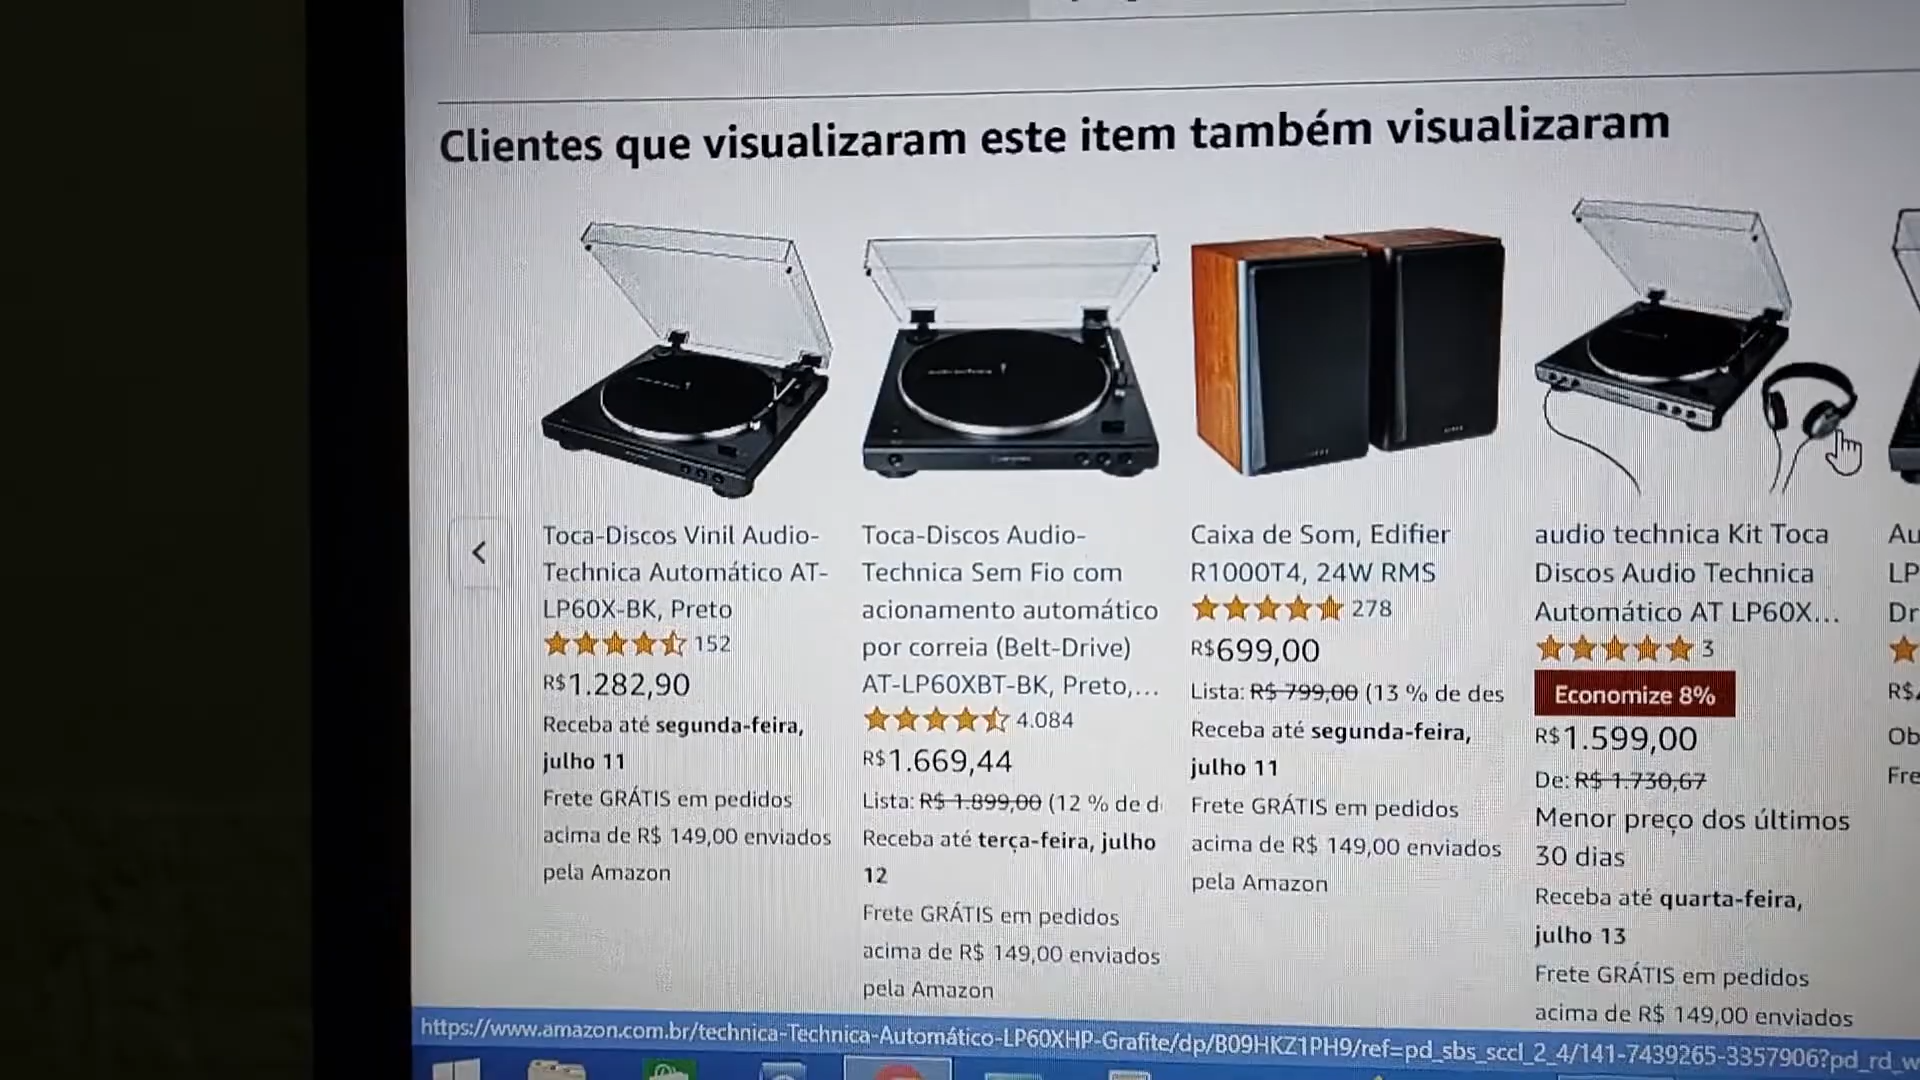 Clientes que visualizaram este item também visualizaram
Toca-Discos Vinil Audio-
Technica Automático AT-
LP60X-BK, Preto
152
R$1.282,90
Receba até segunda-feira,
julho 11
Frete GRÁTIS em pedidos
acima de R$ 149,00 enviados
pela Amazon
Toca-Discos Audio-
Technica Sem Fio com
acionamento automático
por correia (Belt-Drive)
AT-LP60XBT-BK, Preto,...
4.084
R$1.669,44
Lista: R$ 1.899,00 (12 % de d
Receba até terça-feira, julho
12
Frete GRÁTIS em pedidos
acima de R$ 149,00 enviados
pela Amazon
Caixa de Som, Edifier
R1000T4, 24W RMS
278
R$699,00
Lista: R$ 799,00 (13 % de des
Receba até segunda-feira,
julho 11
Frete GRÁTIS em pedidos
acima de R$ 149,00 enviados
pela Amazon
audio technica Kit Toca
Discos Audio Technica
Automático AT LP60X...
3
Economize 8%
R$1.599,00
De: R$ 1.730,67
Menor preço dos últimos
30 dias
Receba até quarta-feira,
julho 13
Frete GRÁTIS em pedidos
acima de R$ 149,00 enviados
Au
LP
Dr
R$
Ob
Fre
https://www.amazon.com.br/technica-Technica-Automático-LP60XHP-Grafite/dp/B09HKZ1PH9/ref=pd_sbs_sccl_2_4/141-7439265-3357906?pd_rd_w